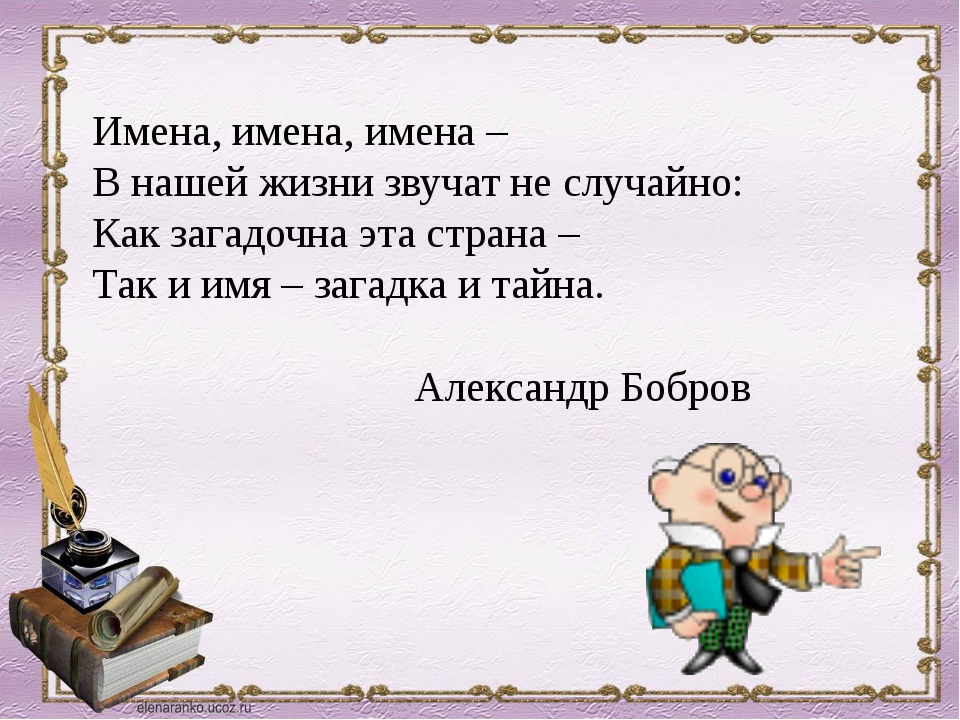 Имена, имена, имена –
В нашей жизни звучат не случайно:
Как загадочна эта страна –
Так и имя – загадка и тайна.
Александр Бобров
elenaranko.ucoz.ru